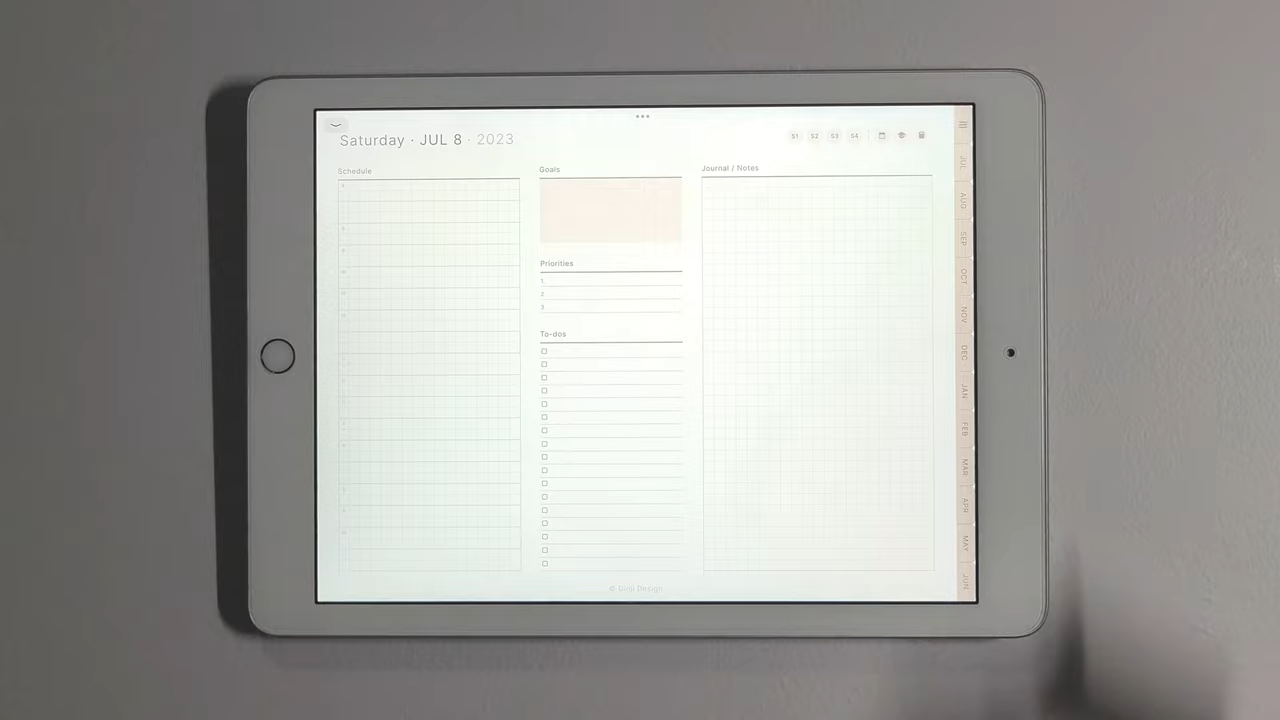 Saturday · JUL 8 · 2023
S1 S2 S3 S4
Schedule
Goals
Priorities
1.
2
3
To-dos
Journal / Notes
JUL
AUG
SEP
OCT
NOV
DEC
JAN
FEB
MAR
APR
MAY
JUN
Design